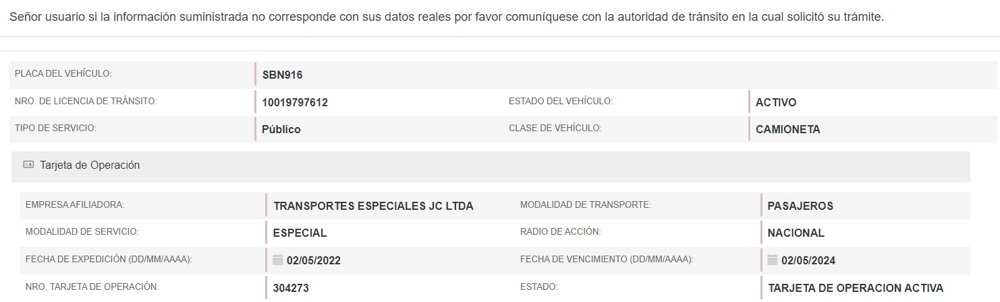 Señor usuario si la información suministrada no corresponde con sus datos reales por favor comuníquese con la autoridad de tránsito en la cual solicitó su trámite.
PLACA DEL VEHÍCULO: SBN916
NRO. DE LICENCIA DE TRÁNSITO: 10019797612 ESTADO DEL VEHÍCULO: ACTIVO
TIPO DE SERVICIO: Público CLASE DE VEHÍCULO: CAMIONETA
Tarjeta de Operación
EMPRESA AFILIADORA: TRANSPORTES ESPECIALES JC LTDA MODALIDAD DE TRANSPORTE: PASAJEROS
MODALIDAD DE SERVICIO: ESPECIAL RADIO DE ACCIÓN: NACIONAL
FECHA DE EXPEDICIÓN (DD/MM/AAAA): 02/05/2022 FECHA DE VENCIMIENTO (DD/MM/AAAA): 02/05/2024
NRO. TARJETA DE OPERACIÓN: 304273 ESTADO: TARJETA DE OPERACION ACTIVA